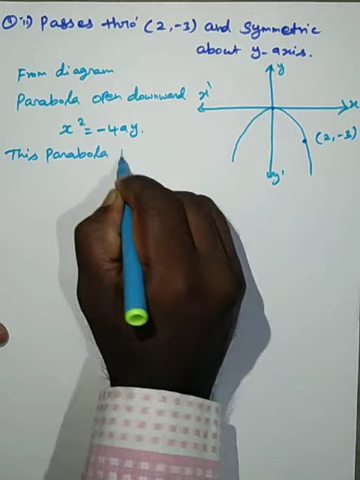 ② ii) Passes thro' (2,-3) and Symmetric
about y-axis.
From diagram
Parabola open downward
x² = -4ay.
This Parabola
y
x'
x
(2,-3)
y'